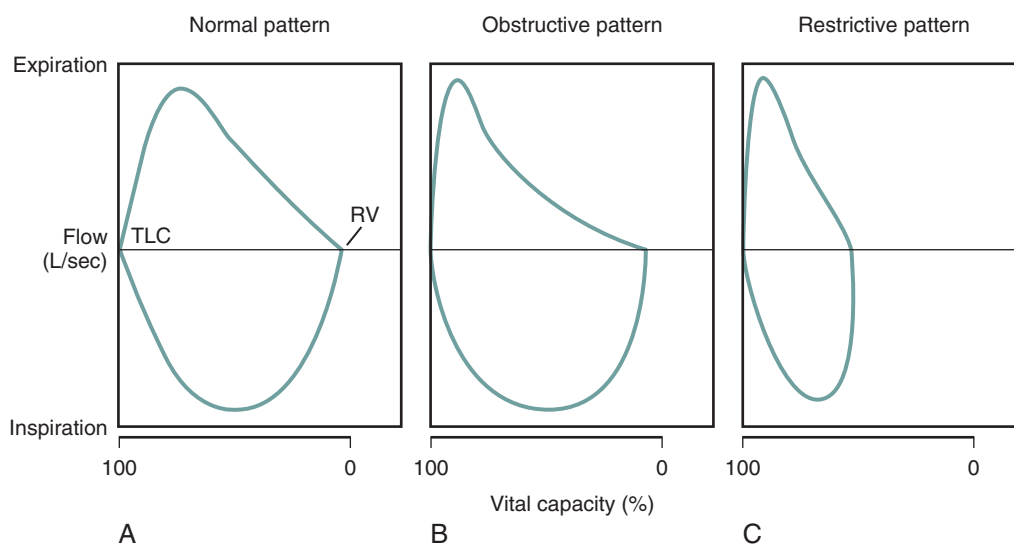 Normal pattern
Obstructive pattern
Restrictive pattern
Expiration
TLC
RV
Flow
(L/sec)
Inspiration
100 0
100 0
100 0
Vital capacity (%)
A
B
C